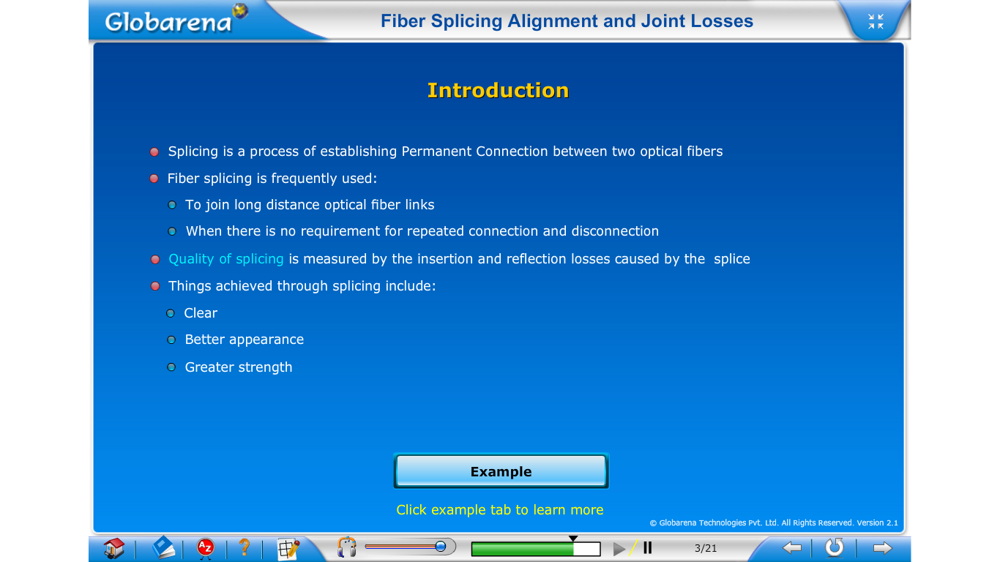 Globarena
Fiber Splicing Alignment and Joint Losses
Introduction
Splicing is a process of establishing Permanent Connection between two optical fibers
Fiber splicing is frequently used:
To join long distance optical fiber links
When there is no requirement for repeated connection and disconnection
Quality of splicing is measured by the insertion and reflection losses caused by the splice
Things achieved through splicing include:
Clear
Better appearance
Greater strength
Example
Click example tab to learn more
© Globarena Technologies Pvt. Ltd. All Rights Reserved. Version 2.1
AZ
?
3/21